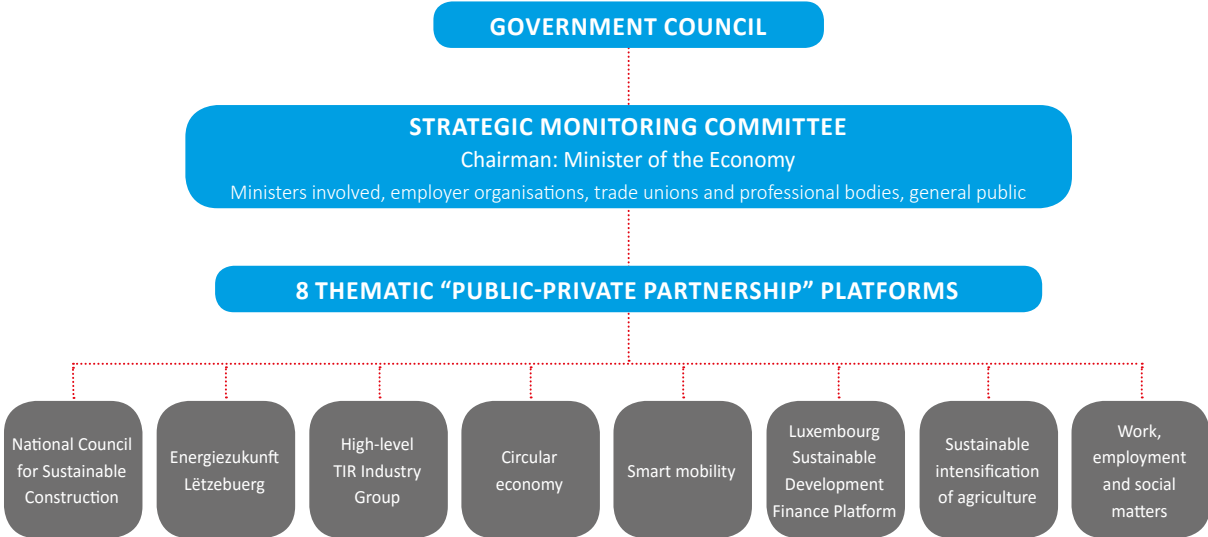 GOVERNMENT COUNCIL
STRATEGIC MONITORING COMMITTEE
Chairman: Minister of the Economy
Ministers involved, employer organisations, trade unions and professional bodies, general public
8 THEMATIC “PUBLIC-PRIVATE PARTNERSHIP” PLATFORMS
National Council
for Sustainable
Construction
Energiezukunft
Lëtzebuerg
High-level
TIR Industry
Group
Circular
economy
Smart mobility
Luxembourg
Sustainable
Development
Finance Platform
Sustainable
intensification
of agriculture
Work,
employment
and social
matters